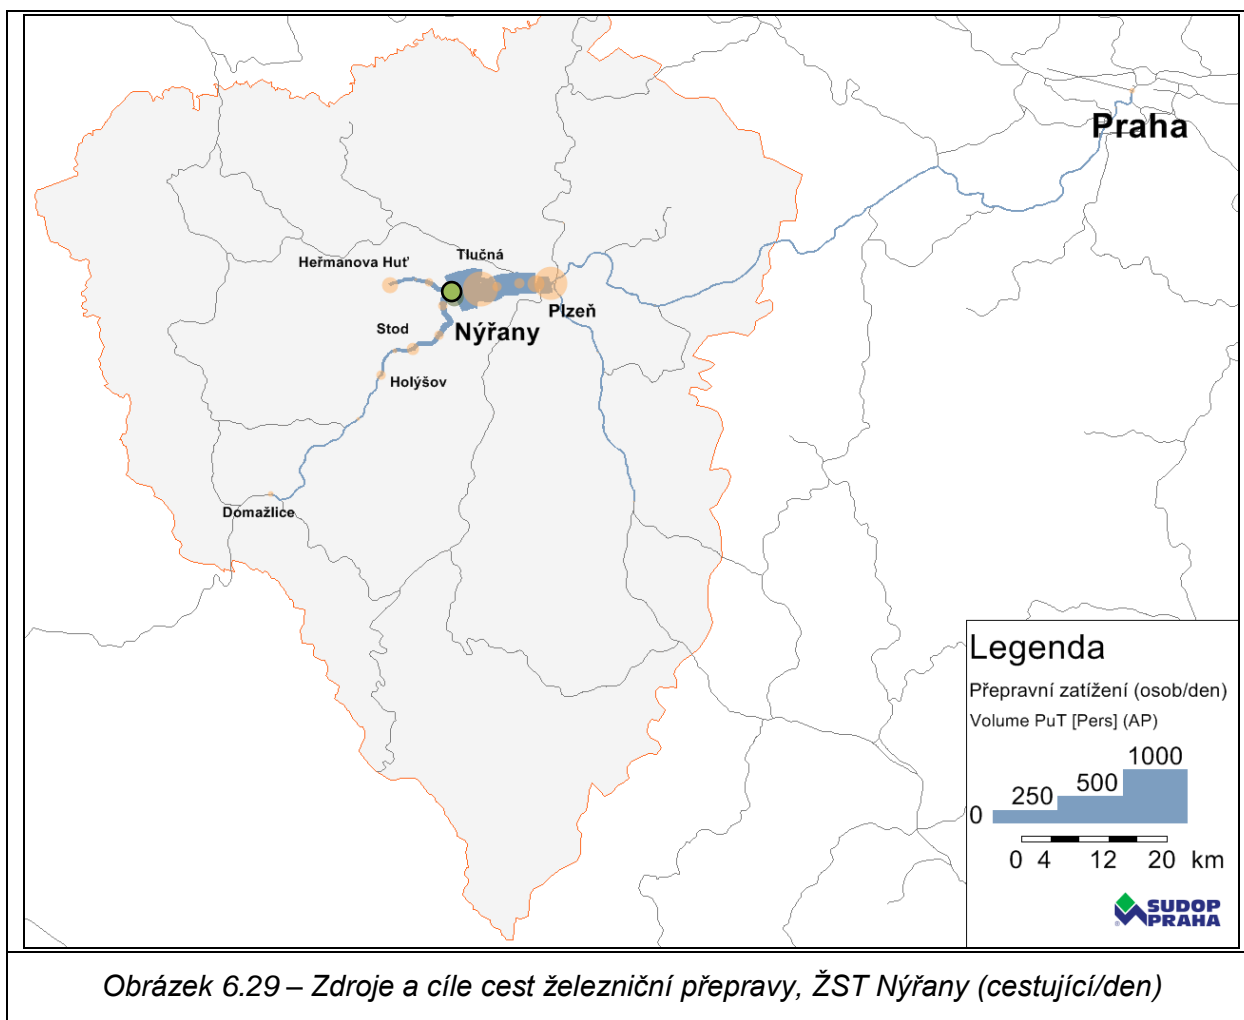 Praha
Heřmanova Huť
Tlučná
Plzeň
Stod
Nýřany
Holýšov
Domažlice
Legenda
Přepravní zatížení (osob/den)
Volume PuT [Pers] (AP)
0 250 500 1000
0 4 12 20 km
® SUDOP
PRAHA
Obrázek 6.29 – Zdroje a cíle cest železniční přepravy, ŽST Nýřany (cestující/den)